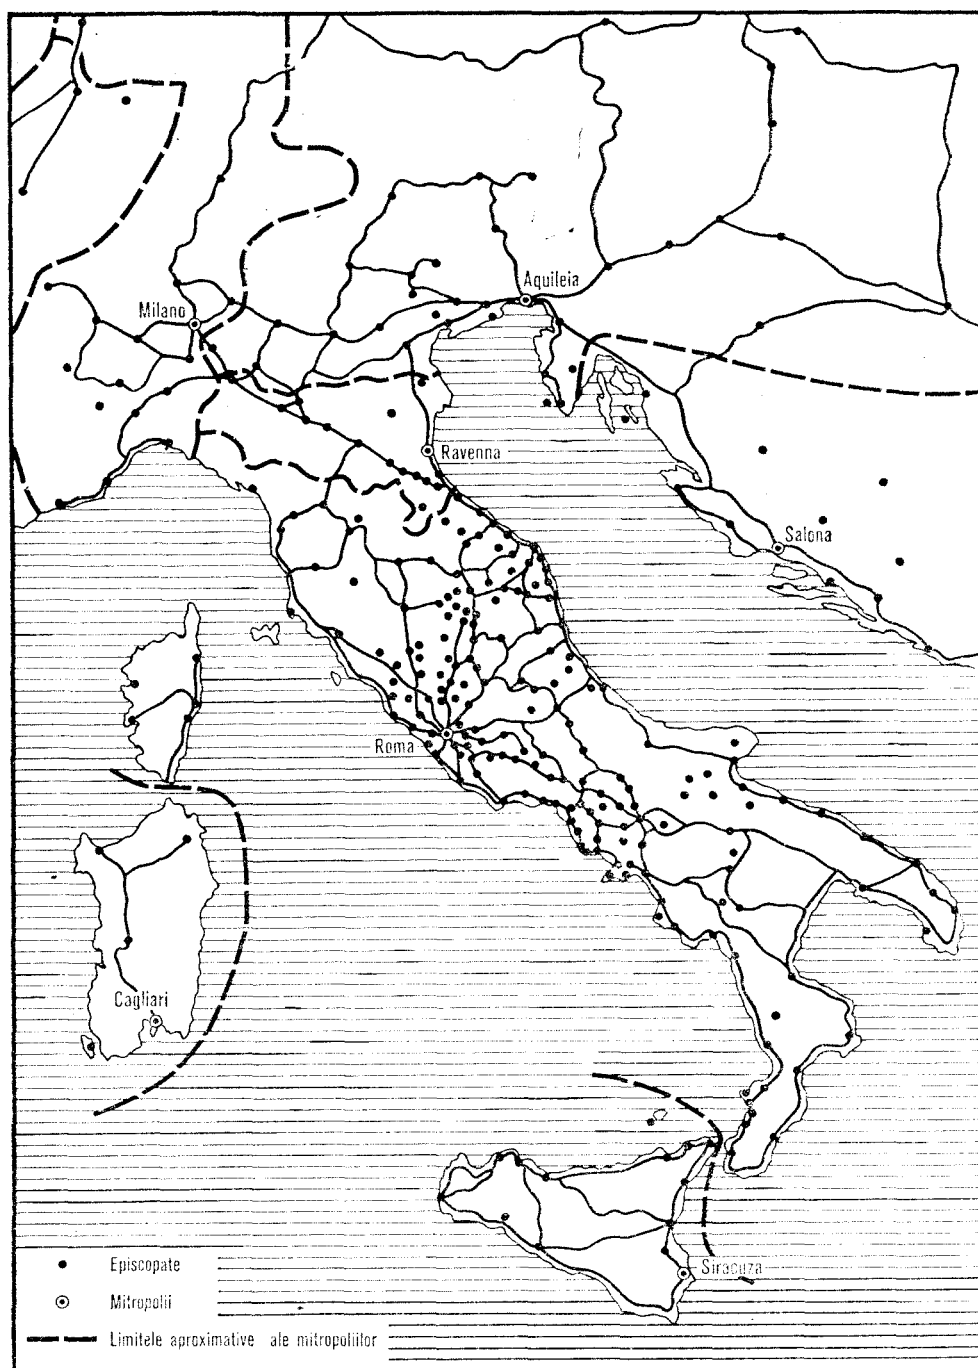 Aquileia
Milano
Ravenna
Salona
Roma
Cagliari
Siracuza
Episcopate
Mitropolii
Limitele aproximative ale mitropoliilor